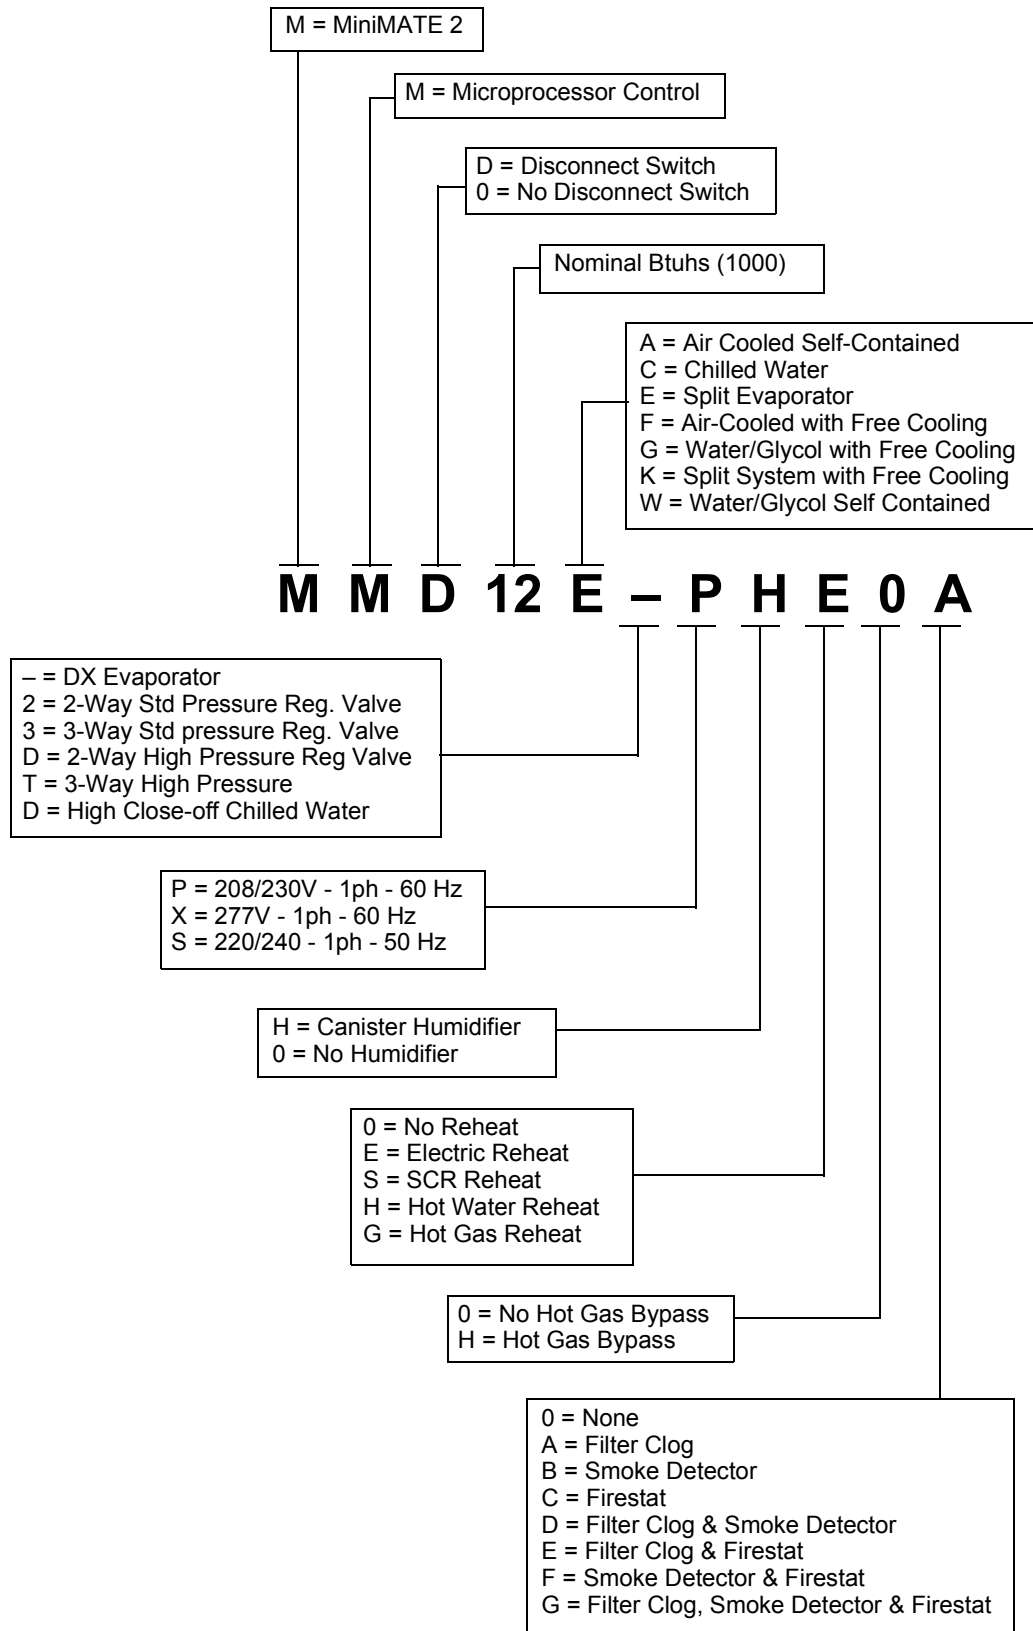 M = MiniMATE 2
M = Microprocessor Control
D = Disconnect Switch
0 = No Disconnect Switch
Nominal Btuhs (1000)
A = Air Cooled Self-Contained
C = Chilled Water
E = Split Evaporator
F = Air-Cooled with Free Cooling
G = Water/Glycol with Free Cooling
K = Split System with Free Cooling
W = Water/Glycol Self Contained
M M D 12 E – P H E 0 A
– = DX Evaporator
2 = 2-Way Std Pressure Reg. Valve
3 = 3-Way Std pressure Reg. Valve
D = 2-Way High Pressure Reg Valve
T = 3-Way High Pressure
D = High Close-off Chilled Water
P = 208/230V - 1ph - 60 Hz
X = 277V - 1ph - 60 Hz
S = 220/240 - 1ph - 50 Hz
H = Canister Humidifier
0 = No Humidifier
0 = No Reheat
E = Electric Reheat
S = SCR Reheat
H = Hot Water Reheat
G = Hot Gas Reheat
0 = No Hot Gas Bypass
H = Hot Gas Bypass
0 = None
A = Filter Clog
B = Smoke Detector
C = Firestat
D = Filter Clog & Smoke Detector
E = Filter Clog & Firestat
F = Smoke Detector & Firestat
G = Filter Clog, Smoke Detector & Firestat